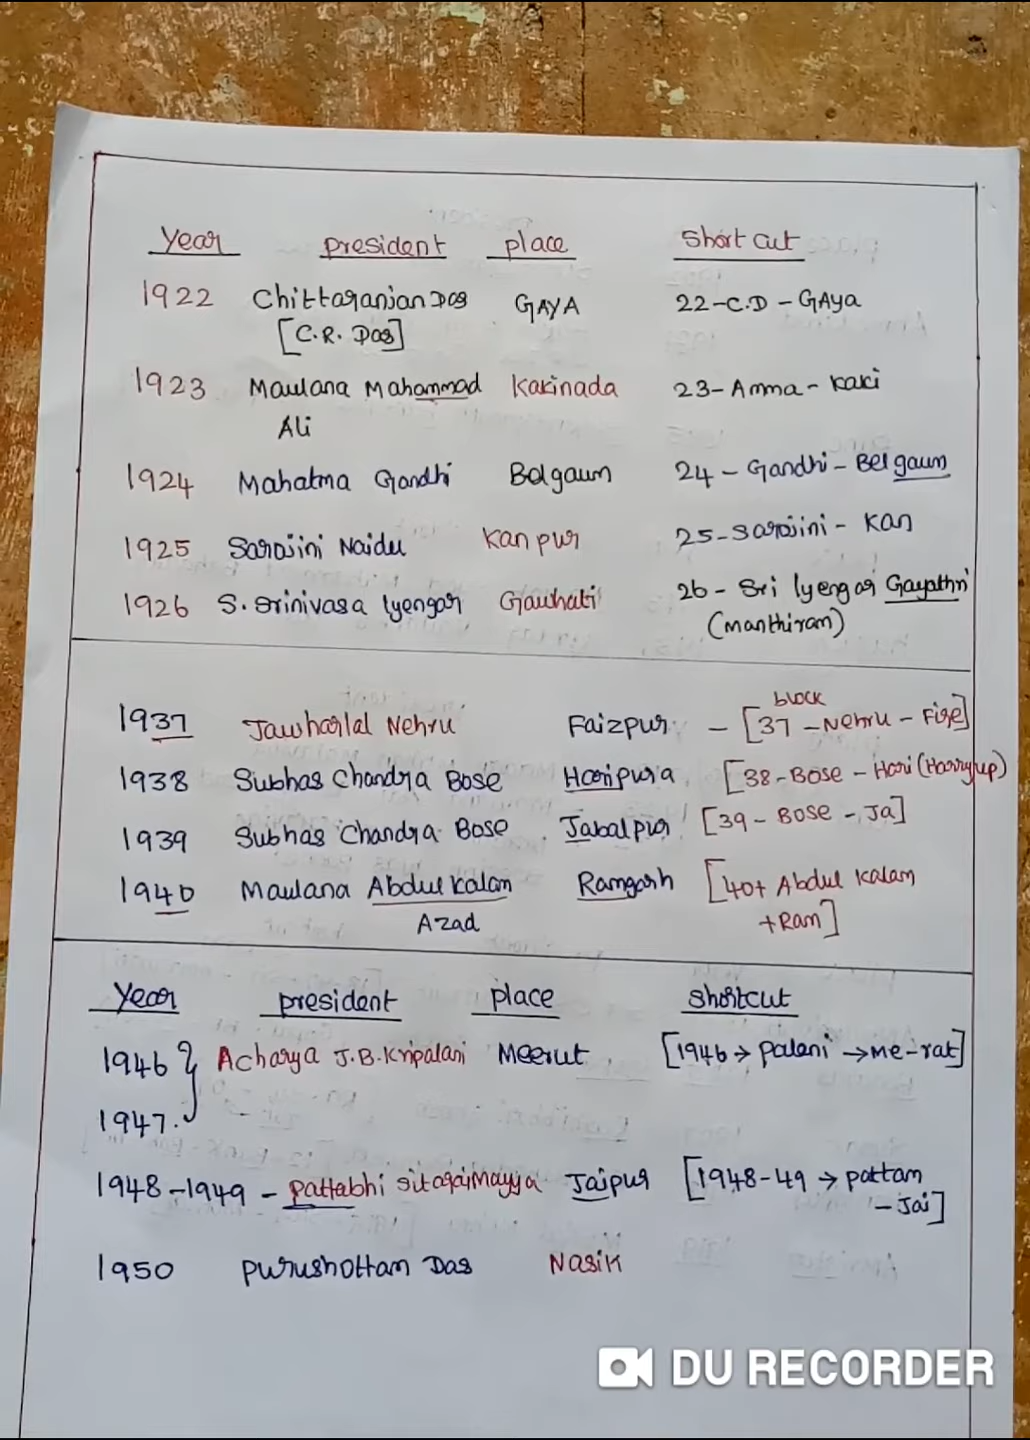 Year president place Short cut
1922 Chittaranjan Das GAYA 22-C.D - GAya
[C.R. Das]
1923 Maulana Mahammad Kakinada 23-Amma - kaki
Ali
1924 Mahatma Gandhi Belgaum 24 - Gandhi - Belgaum
1925 Sarojini Naidu Kanpur 25-Sarojini - Kan
1926 S. Srinivasa Iyengar Gauhati 26 - Sri Iyengar Gayathri
(Manthiram)
block
1937 Jawharlal Nehru Faizpur - [37 - Nehru - Fise]
1938 Subhas Chandra Bose Haripura [38-Bose - Hari (Harry up)
1939 Subhas Chandra Bose Jabalpur [39 - Bose - Ja]
1940 Maulana Abdul Kalam Ramgarh [40+ Abdul Kalam
Azad +Ram]
Year president place shortcut
1946 Acharya J.B. Kripalani Meerut [1946 → palani → me-rat]
1947.
1948 -1949 - pattabhi sitaraimayya Jaipur [1948-49 → pattam
- Jai]
1950 purushottam Das Nasik
DU RECORDER